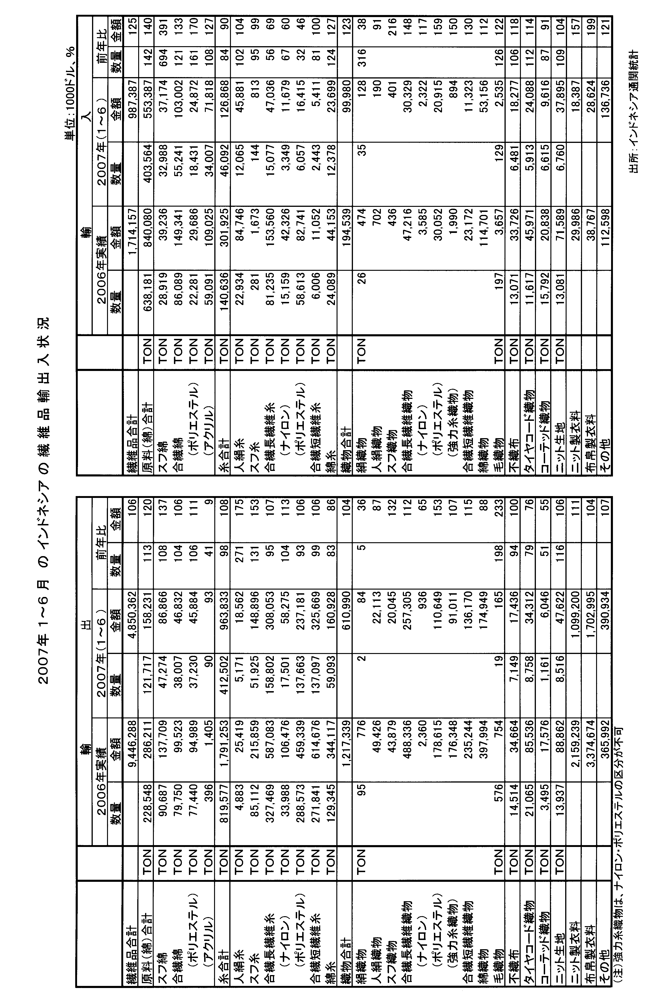 2007年 1～6 月 の インドネシア の 繊 維 品 輸 出 入 状 況
単位:1000ドル、%
輸 出 輸 入
2006年実績 2007年(1～6) 前年比 2006年実績 2007年(1～6) 前年比
数量 金額 数量 金額 数量 金額 数量 金額 数量 金額 数量 金額
繊維品合計 9,446,288 4,850,362 106 繊維品合計 1,714,157 987,387 125
原料(綿)合計 TON 228,548 286,211 121,717 158,231 113 120 原料(綿)合計 TON 638,181 840,080 403,564 553,387 142 140
スフ綿 TON 90,687 137,709 47,274 86,866 108 137 スフ綿 TON 28,919 39,236 32,988 37,174 694 391
合繊綿 TON 79,750 99,523 38,007 46,832 104 106 合繊綿 TON 86,089 149,341 55,241 103,002 121 133
(ポリエステル) TON 77,440 94,989 37,230 45,884 106 111 (ポリエステル) TON 22,281 29,686 18,431 24,872 161 170
(アクリル) TON 396 1,405 90 93 41 9 (アクリル) TON 59,091 109,025 34,007 71,818 108 127
糸合計 TON 819,577 1,791,253 412,502 963,833 98 108 糸合計 TON 140,636 301,925 46,092 126,868 84 90
人絹糸 TON 4,883 25,419 5,171 18,562 271 175 人絹糸 TON 22,934 84,746 12,065 45,881 102 104
スフ糸 TON 85,112 215,859 51,925 148,896 131 153 スフ糸 TON 281 1,673 144 813 95 99
合繊長繊維糸 TON 327,469 587,083 158,802 308,053 95 107 合繊長繊維糸 TON 81,235 153,560 15,077 47,036 56 69
(ナイロン) TON 33,988 106,476 17,501 58,275 104 113 (ナイロン) TON 15,159 42,326 3,349 11,679 67 60
(ポリエステル) TON 288,573 459,339 137,663 237,181 93 106 (ポリエステル) TON 58,613 82,741 6,057 16,415 32 46
合繊短繊維糸 TON 271,841 614,676 137,097 325,669 99 106 合繊短繊維糸 TON 6,006 11,052 2,443 5,411 81 100
綿糸 TON 129,345 344,117 59,093 160,928 83 86 綿糸 TON 24,089 44,153 12,378 23,699 124 127
織物合計 1,217,339 610,990 104 織物合計 194,539 99,980 123
絹織物 TON 95 776 2 84 5 36 絹織物 TON 26 474 35 128 316 38
人絹織物 49,426 22,113 87 人絹織物 702 190 91
スフ織物 43,879 20,045 132 スフ織物 436 401 216
合繊長繊維織物 488,336 257,305 112 合繊長繊維織物 47,216 30,329 148
(ナイロン) 2,360 936 65 (ナイロン) 3,585 2,322 117
(ポリエステル) 178,615 110,649 153 (ポリエステル) 30,052 20,915 159
(強力糸織物) 176,348 91,011 107 (強力糸織物) 1,990 894 150
合繊短繊維織物 235,244 136,170 115 合繊短繊維織物 23,172 11,323 130
綿織物 397,994 174,949 88 綿織物 114,701 53,156 112
毛織物 TON 576 754 19 165 198 233 毛織物 TON 197 3,657 129 2,535 126 122
不織布 TON 14,514 34,664 7,149 17,436 94 100 不織布 TON 13,071 33,726 6,481 18,277 106 118
タイヤコード織物 TON 21,065 85,536 8,758 34,312 79 76 タイヤコード織物 TON 11,617 45,971 5,913 24,088 112 114
コーテッド織物 TON 3,495 17,576 1,161 6,046 51 55 コーテッド織物 TON 15,792 20,838 6,615 9,616 87 91
ニット生地 TON 13,937 88,862 8,516 47,622 116 106 ニット生地 TON 13,081 71,589 6,760 37,895 109 104
ニット製衣料 2,159,239 1,099,200 111 ニット製衣料 29,986 18,387 157
布帛製衣料 3,374,674 1,702,995 104 布帛製衣料 38,767 28,624 199
その他 365,992 390,934 107 その他 112,598 136,736 121
(注)強力糸織物は、ナイロン・ポリエステルの区分が不可
出所:インドネシア通関統計